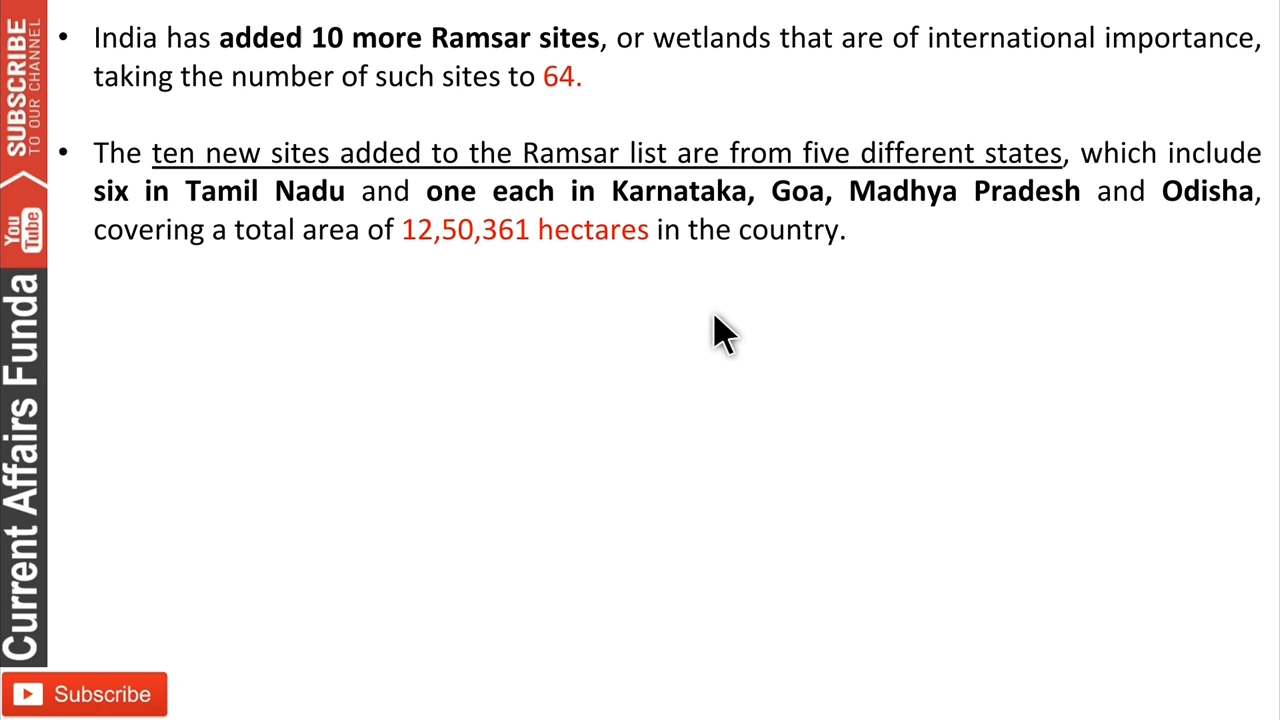 SUBSCRIBE
TO OUR CHANNEL
You
Tube
Current Affairs Funda
• India has added 10 more Ramsar sites, or wetlands that are of international importance,
taking the number of such sites to 64.
• The ten new sites added to the Ramsar list are from five different states, which include
six in Tamil Nadu and one each in Karnataka, Goa, Madhya Pradesh and Odisha,
covering a total area of 12,50,361 hectares in the country.
Subscribe